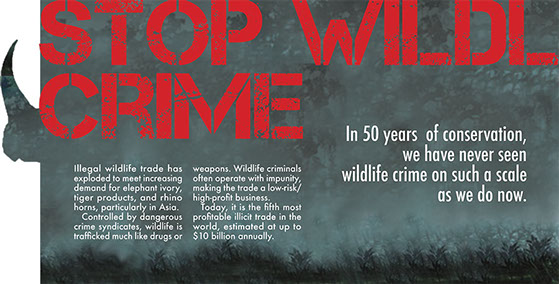 STOP WILDL
CRIME
Illegal wildlife trade has
exploded to meet increasing
demand for elephant ivory,
tiger products, and rhino
horns, particularly in Asia.
Controlled by dangerous
crime syndicates, wildlife is
trafficked much like drugs or
weapons. Wildlife criminals
often operate with impunity,
making the trade a low-risk/
high-profit business.
Today, it is the fifth most
profitable illicit trade in the
world, estimated at up to
$10 billion annually.
In 50 years of conservation,
we have never seen
wildlife crime on such a scale
as we do now.